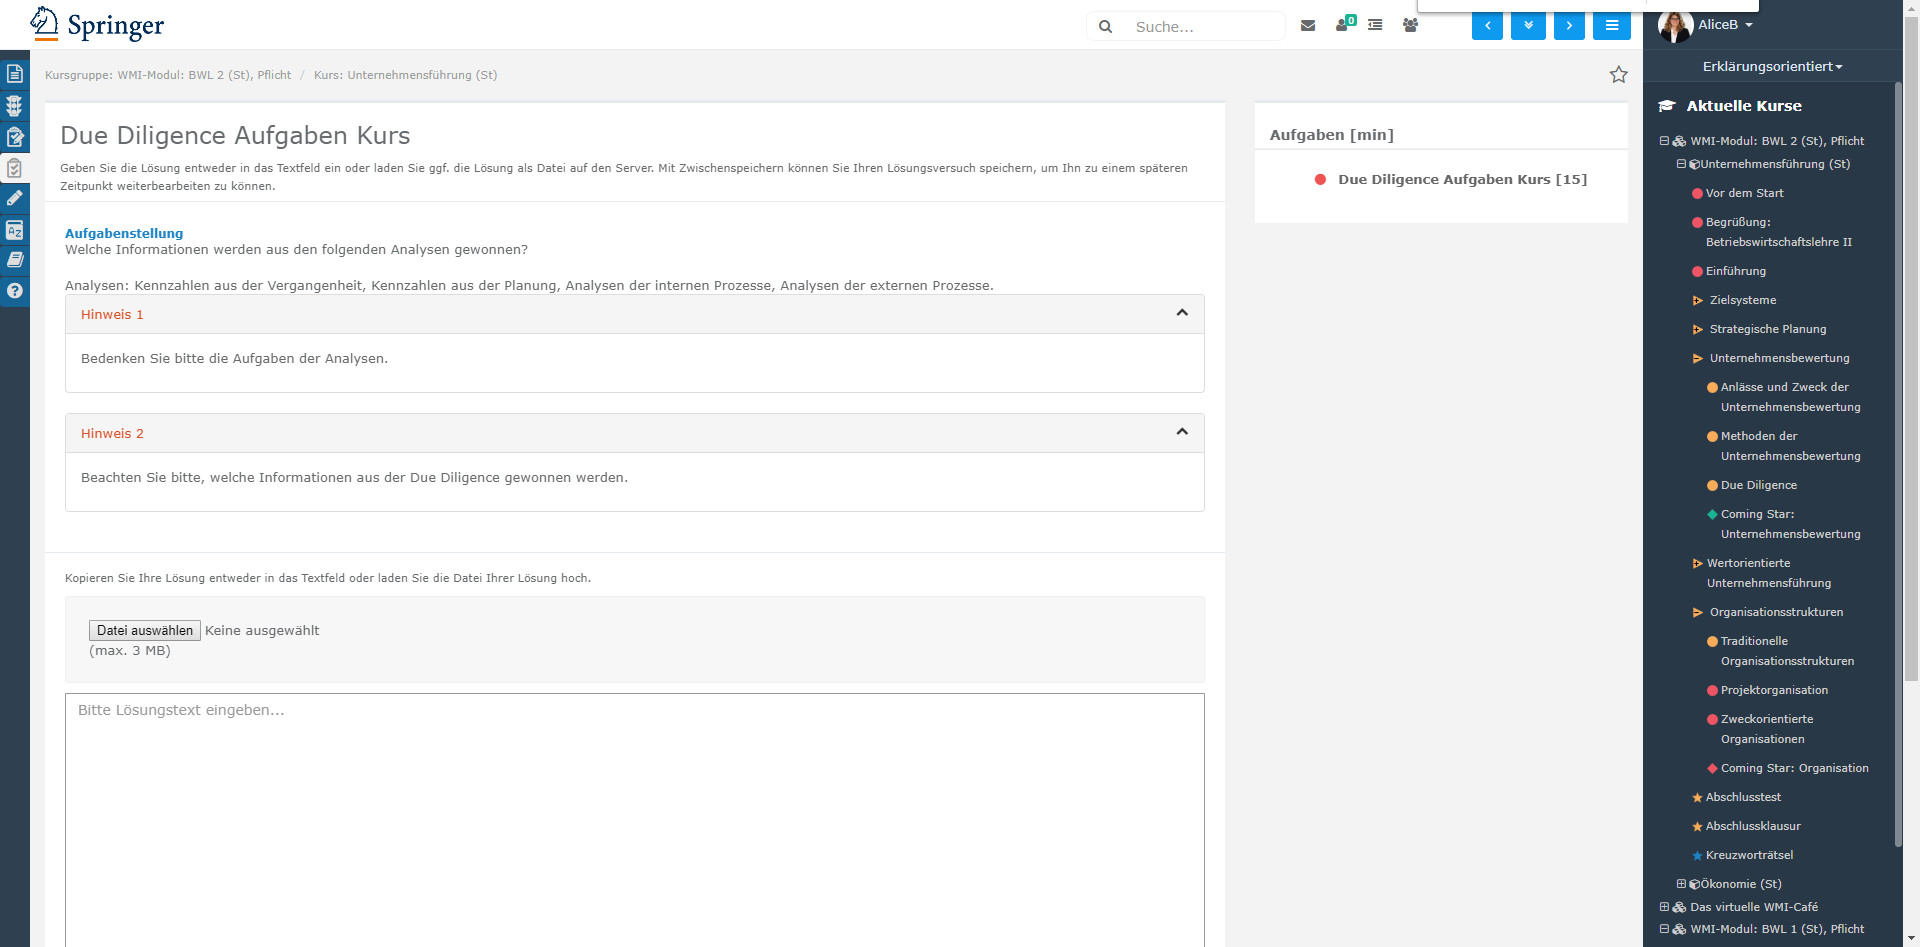 Springer
Suche...
0
AliceB
Erklärungsorientiert
Kursgruppe: WMI-Modul: BWL 2 (St), Pflicht / Kurs: Unternehmensführung (St)
Due Diligence Aufgaben Kurs
Geben Sie die Lösung entweder in das Textfeld ein oder laden Sie ggf. die Lösung als Datei auf den Server. Mit Zwischenspeichern können Sie Ihren Lösungsversuch speichern, um Ihn zu einem späteren
Zeitpunkt weiterbearbeiten zu können.
Aufgabenstellung
Welche Informationen werden aus den folgenden Analysen gewonnen?
Analysen: Kennzahlen aus der Vergangenheit, Kennzahlen aus der Planung, Analysen der internen Prozesse, Analysen der externen Prozesse.
Hinweis 1
Bedenken Sie bitte die Aufgaben der Analysen.
Hinweis 2
Beachten Sie bitte, welche Informationen aus der Due Diligence gewonnen werden.
Kopieren Sie Ihre Lösung entweder in das Textfeld oder laden Sie die Datei Ihrer Lösung hoch.
Datei auswählen Keine ausgewählt
(max. 3 MB)
Bitte Lösungstext eingeben...
Aufgaben [min]
Due Diligence Aufgaben Kurs [15]
Aktuelle Kurse
WMI-Modul: BWL 2 (St), Pflicht
Unternehmensführung (St)
Vor dem Start
Begrüßung:
Betriebswirtschaftslehre II
Einführung
Zielsysteme
Strategische Planung
Unternehmensbewertung
Anlässe und Zweck der
Unternehmensbewertung
Methoden der
Unternehmensbewertung
Due Diligence
Coming Star:
Unternehmensbewertung
Wertorientierte
Unternehmensführung
Organisationsstrukturen
Traditionelle
Organisationsstrukturen
Projektorganisation
Zweckorientierte
Organisationen
Coming Star: Organisation
Abschlusstest
Abschlussklausur
Kreuzworträtsel
Ökonomie (St)
Das virtuelle WMI-Café
WMI-Modul: BWL 1 (St), Pflicht